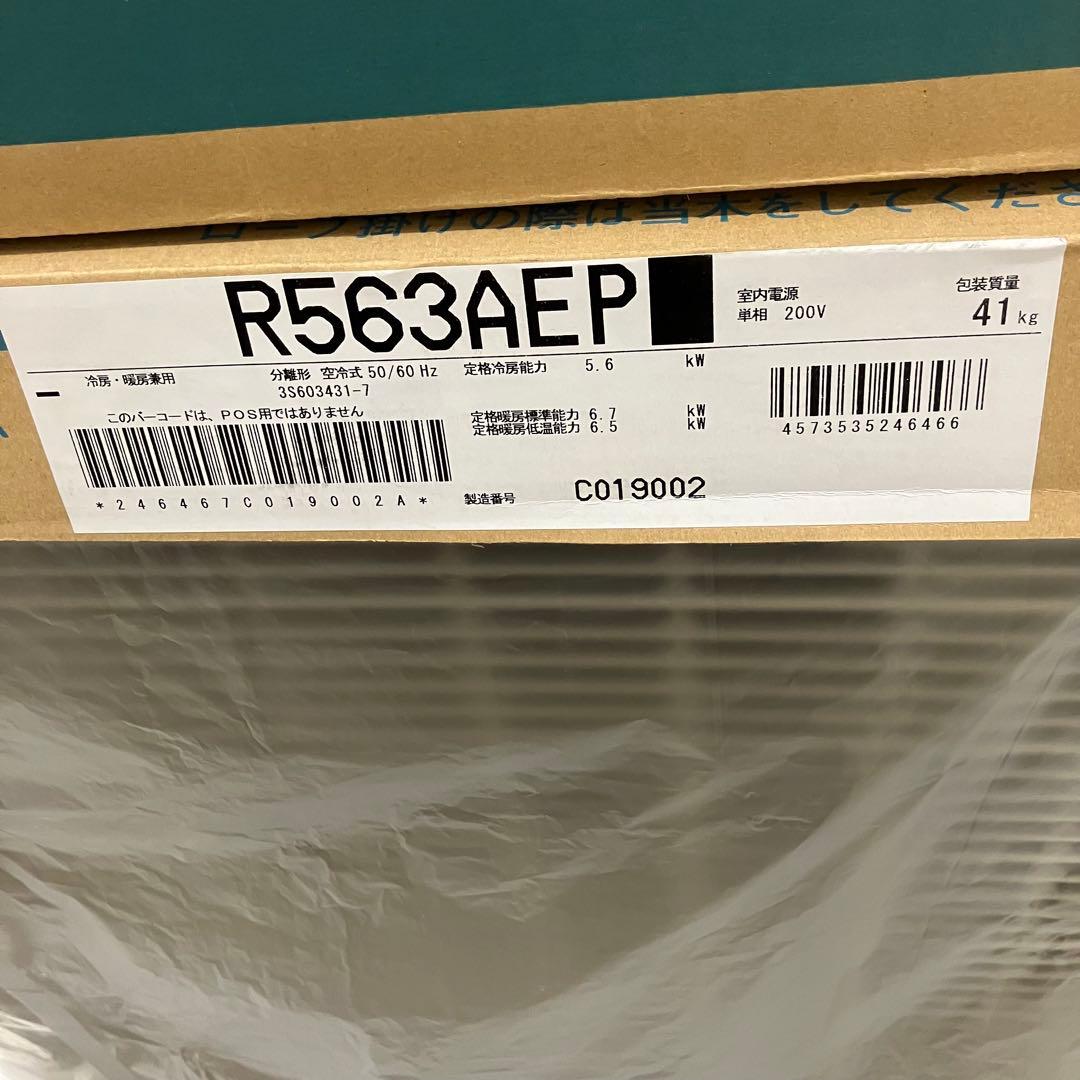 ロープ掛けの際は当木をしてくださ
R563AEP
室内電源
単相 200V
包装質量
41kg
冷房・暖房兼用
分離形 空冷式 50/60Hz
3S603431-7
定格冷房能力 5.6 kW
定格暖房標準能力 6.7 kW
定格暖房低温能力 6.5 kW
このバーコードは、POS用ではありません
*246467C019002A*
製造番号 C019002
4573535246466